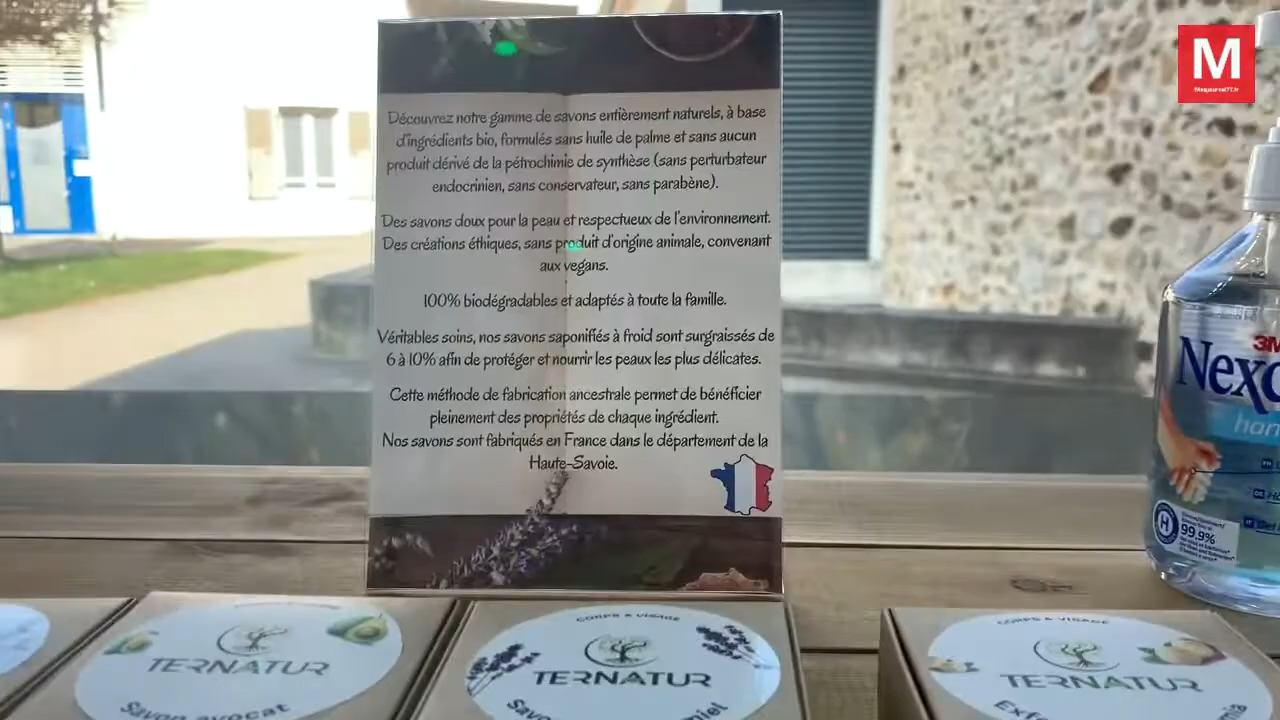 M
Monjournal77.fr
Découvrez notre gamme de savons entièrement naturels, à base
d'ingrédients bio, formulés sans huile de palme et sans aucun
produit dérivé de la pétrochimie de synthèse (sans perturbateur
endocrinien, sans conservateur, sans parabène).
Des savons doux pour la peau et respectueux de l'environnement.
Des créations éthiques, sans produit d'origine animale, convenant
aux vegans.
100% biodégradables et adaptés à toute la famille.
Véritables soins, nos savons saponifiés à froid sont surgraissés de
6 à 10% afin de protéger et nourrir les peaux les plus délicates.
Cette méthode de fabrication ancestrale permet de bénéficier
pleinement des propriétés de chaque ingrédient.
Nos savons sont fabriqués en France dans le département de la
Haute-Savoie.
3M
Nexc
han
99.9%
TERNATUR
Savon avocat
CORPS & VISAGE
TERNATUR
miel
CORPS & VISAGE
TERNATUR